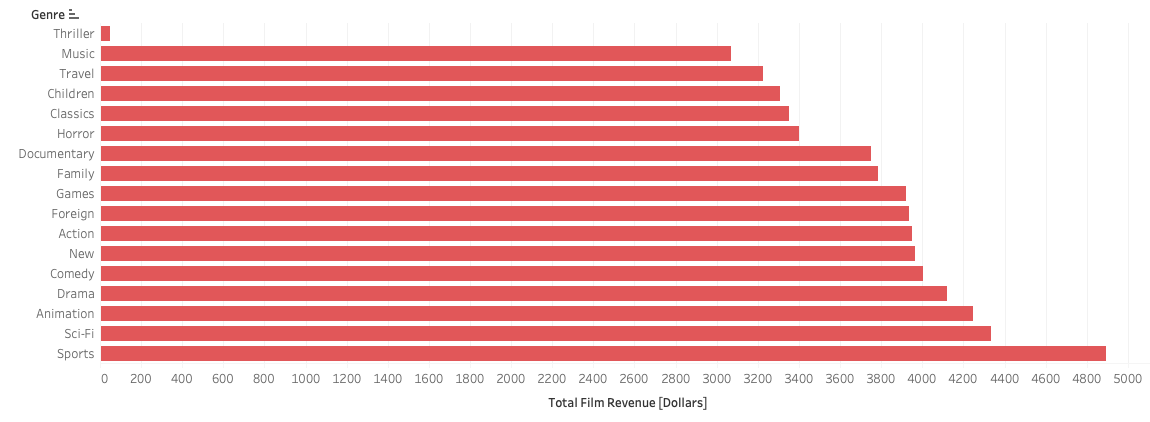 Genre
Thriller
Music
Travel
Children
Classics
Horror
Documentary
Family
Games
Foreign
Action
New
Comedy
Drama
Animation
Sci-Fi
Sports
0 200 400 600 800 1000 1200 1400 1600 1800 2000 2200 2400 2600 2800 3000 3200 3400 3600 3800 4000 4200 4400 4600 4800 5000
Total Film Revenue [Dollars]